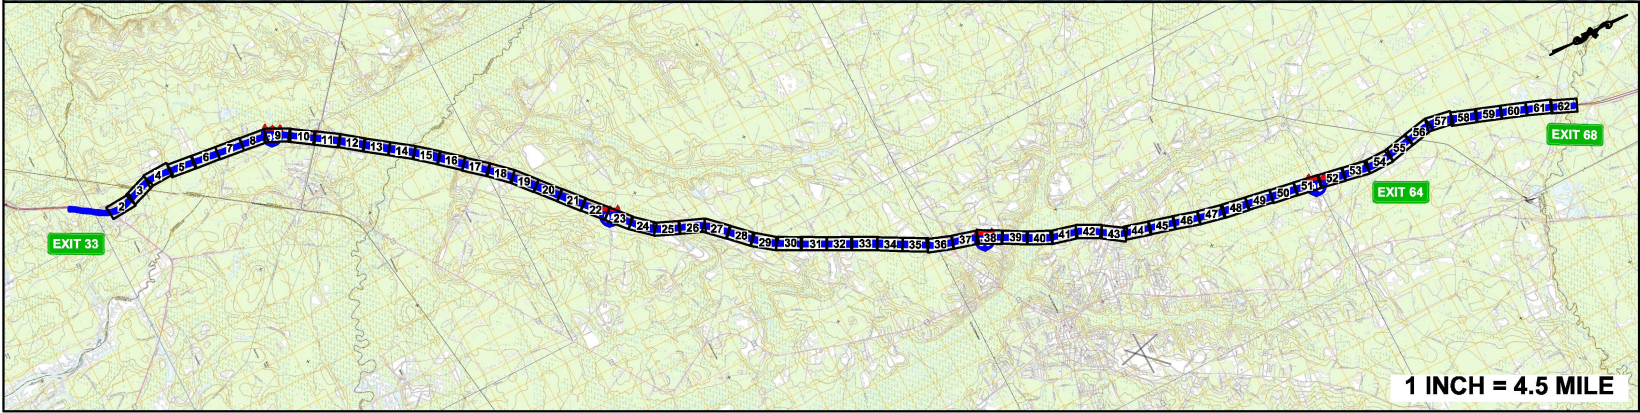 EXIT 33
2 3 4 5 6 7 8 9 10 11 12 13 14 15 16 17 18 19 20 21 22 23 24 25 26 27 28 29 30 31 32 33 34 35 36 37 38 39 40 41 42 43 44 45 46 47 48 49 50 51 52 53 54 55 56 57 58 59 60 61 62
EXIT 64
EXIT 68
1 INCH = 4.5 MILE